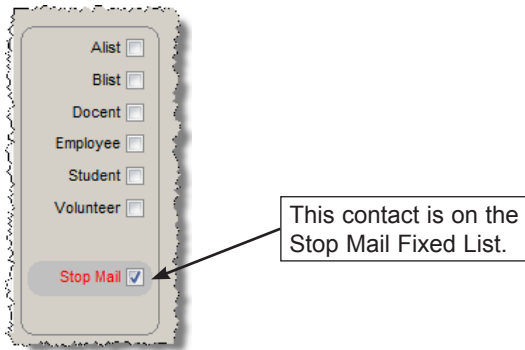 Alist
Blist
Docent
Employee
Student
Volunteer
This contact is on the
Stop Mail Fixed List.
Stop Mail